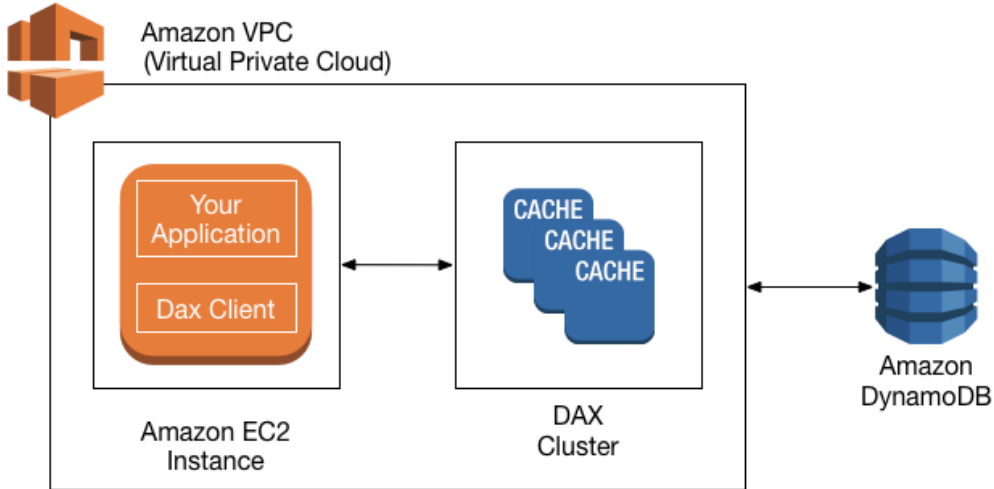 Amazon VPC
(Virtual Private Cloud)
Your
Application
Dax Client
Amazon EC2
Instance
CACHE
CACHE
CACHE
DAX
Cluster
Amazon
DynamoDB